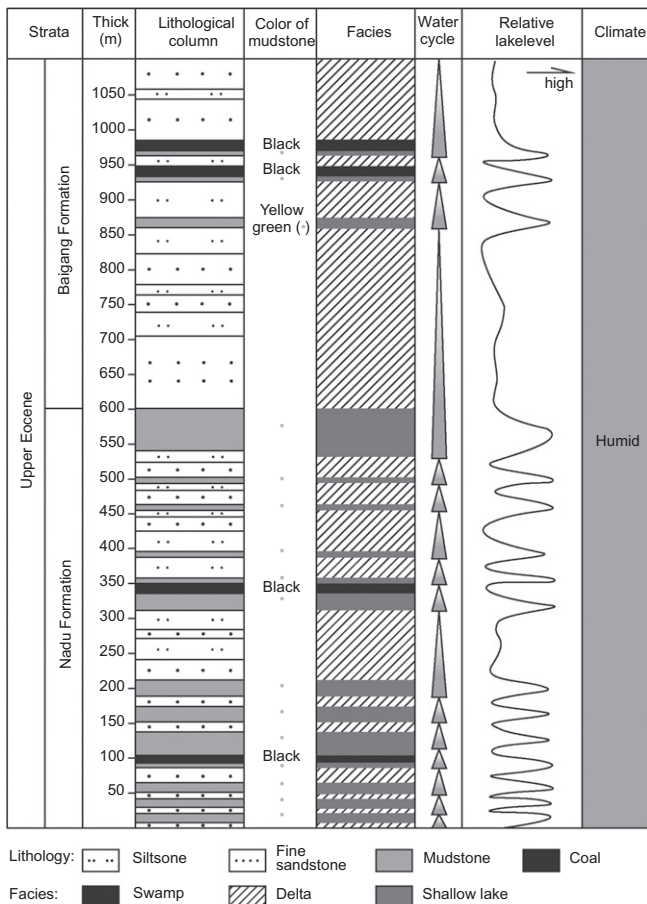 Strata
Thick
(m)
Lithological
column
Color of
mudstone
Facies
Water
cycle
Relative
lakelevel
Climate
Upper Eocene
Baigang Formation
Nadu Formation
1050
1000
950
900
850
800
750
700
650
600
550
500
450
400
350
300
250
200
150
100
50
Black
Black
Yellow
green (·)
Black
Black
high
Humid
Lithology:
Siltsone
Fine
sandstone
Mudstone
Coal
Facies:
Swamp
Delta
Shallow lake